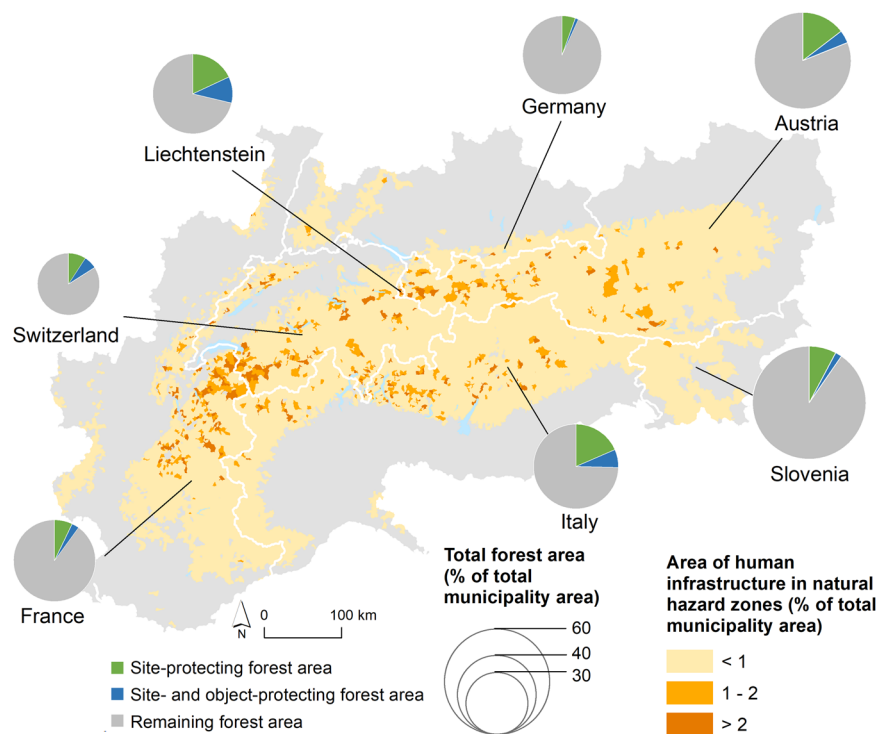 Germany
Austria
Liechtenstein
Switzerland
Slovenia
Italy
France
N
0 100 km
Site-protecting forest area
Site- and object-protecting forest area
Remaining forest area
Total forest area
(% of total
municipality area)
60
40
30
Area of human
infrastructure in natural
hazard zones (% of total
municipality area)
< 1
1 - 2
> 2